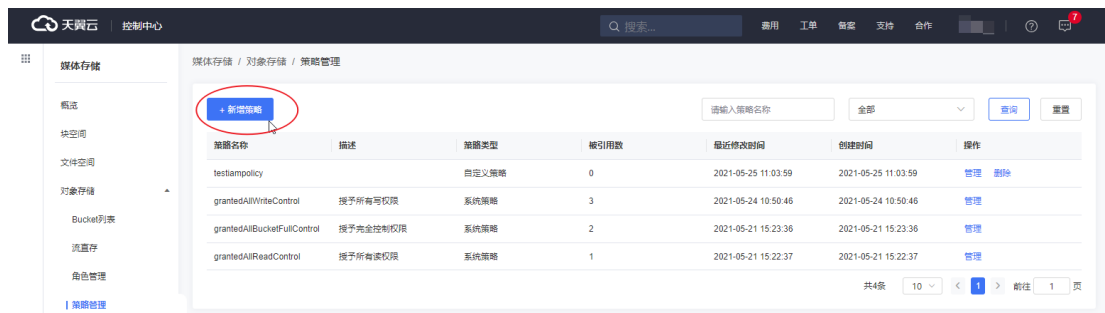 天翼云 控制中心 搜索... 费用 工单 备案 支持 合作 7
媒体存储
媒体存储 / 对象存储 / 策略管理
概览
块空间
文件空间
对象存储
Bucket列表
流直存
角色管理
策略管理
+ 新增策略 请输入策略名称 全部 查询 重置
策略名称 描述 策略类型 被引用数 最近修改时间 创建时间 操作
testiampolicy 自定义策略 0 2021-05-25 11:03:59 2021-05-25 11:03:59 管理 删除
grantedAllWriteControl 授予所有写权限 系统策略 3 2021-05-24 10:50:46 2021-05-24 10:50:46 管理
grantedAllBucketFullControl 授予完全控制权限 系统策略 2 2021-05-21 15:23:36 2021-05-21 15:23:36 管理
grantedAllReadControl 授予所有读权限 系统策略 1 2021-05-21 15:22:37 2021-05-21 15:22:37 管理
共4条 10 < 1 > 前往 1 页